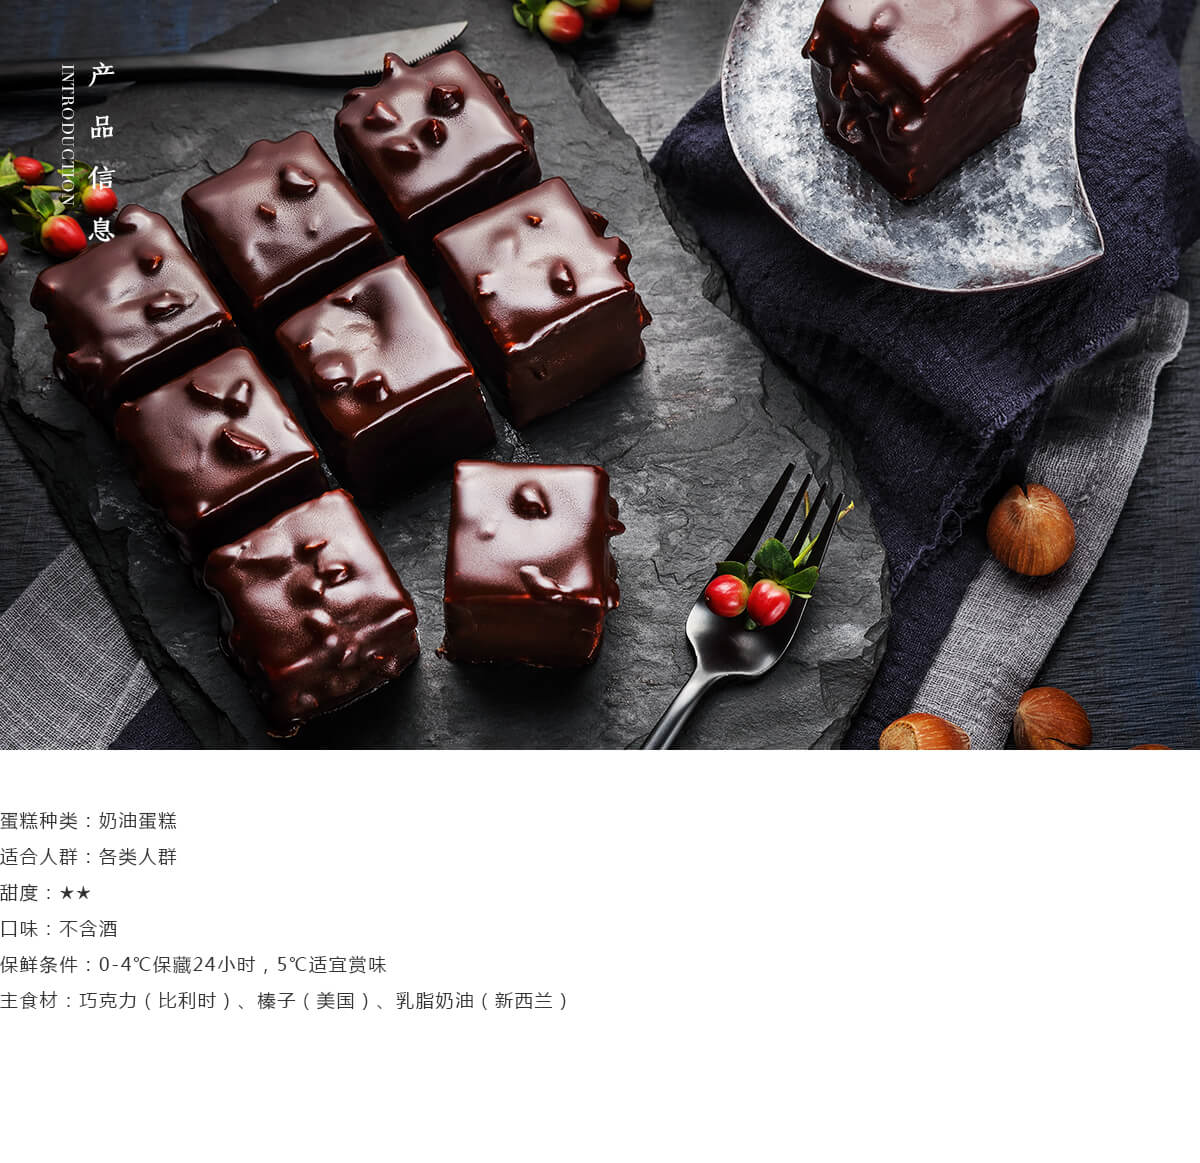 产品信息
INTRODUCTION
蛋糕种类：奶油蛋糕
适合人群：各类人群
甜度：★★
口味：不含酒
保鲜条件：0-4℃保藏24小时，5℃适宜赏味
主食材：巧克力（比利时）、榛子（美国）、乳脂奶油（新西兰）